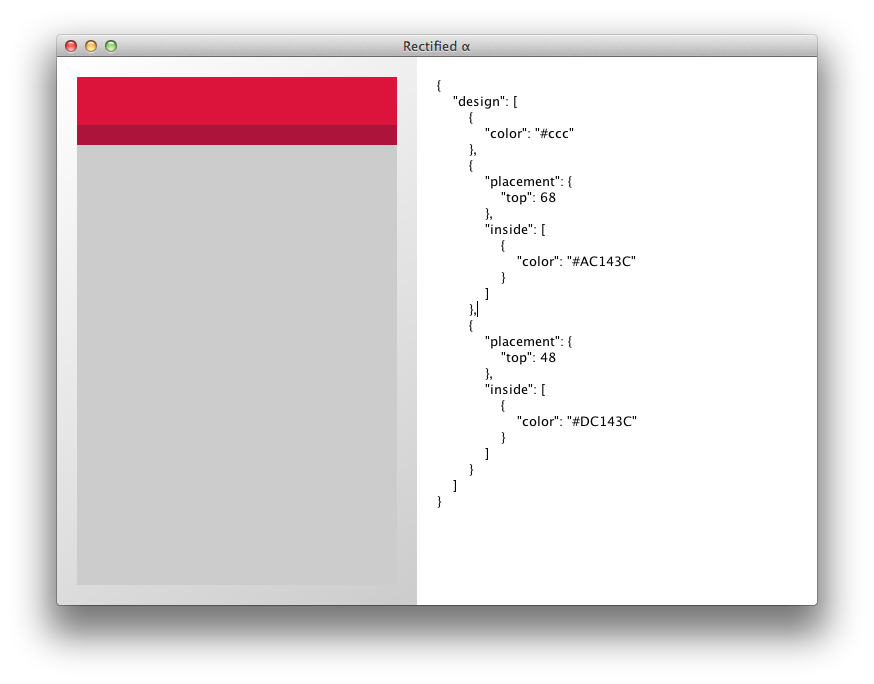 Rectified α
{
"design": [
{
"color": "#ccc"
},
{
"placement": {
"top": 68
},
"inside": [
{
"color": "#AC143C"
}
]
},
{
"placement": {
"top": 48
},
"inside": [
{
"color": "#DC143C"
}
]
}
]
}